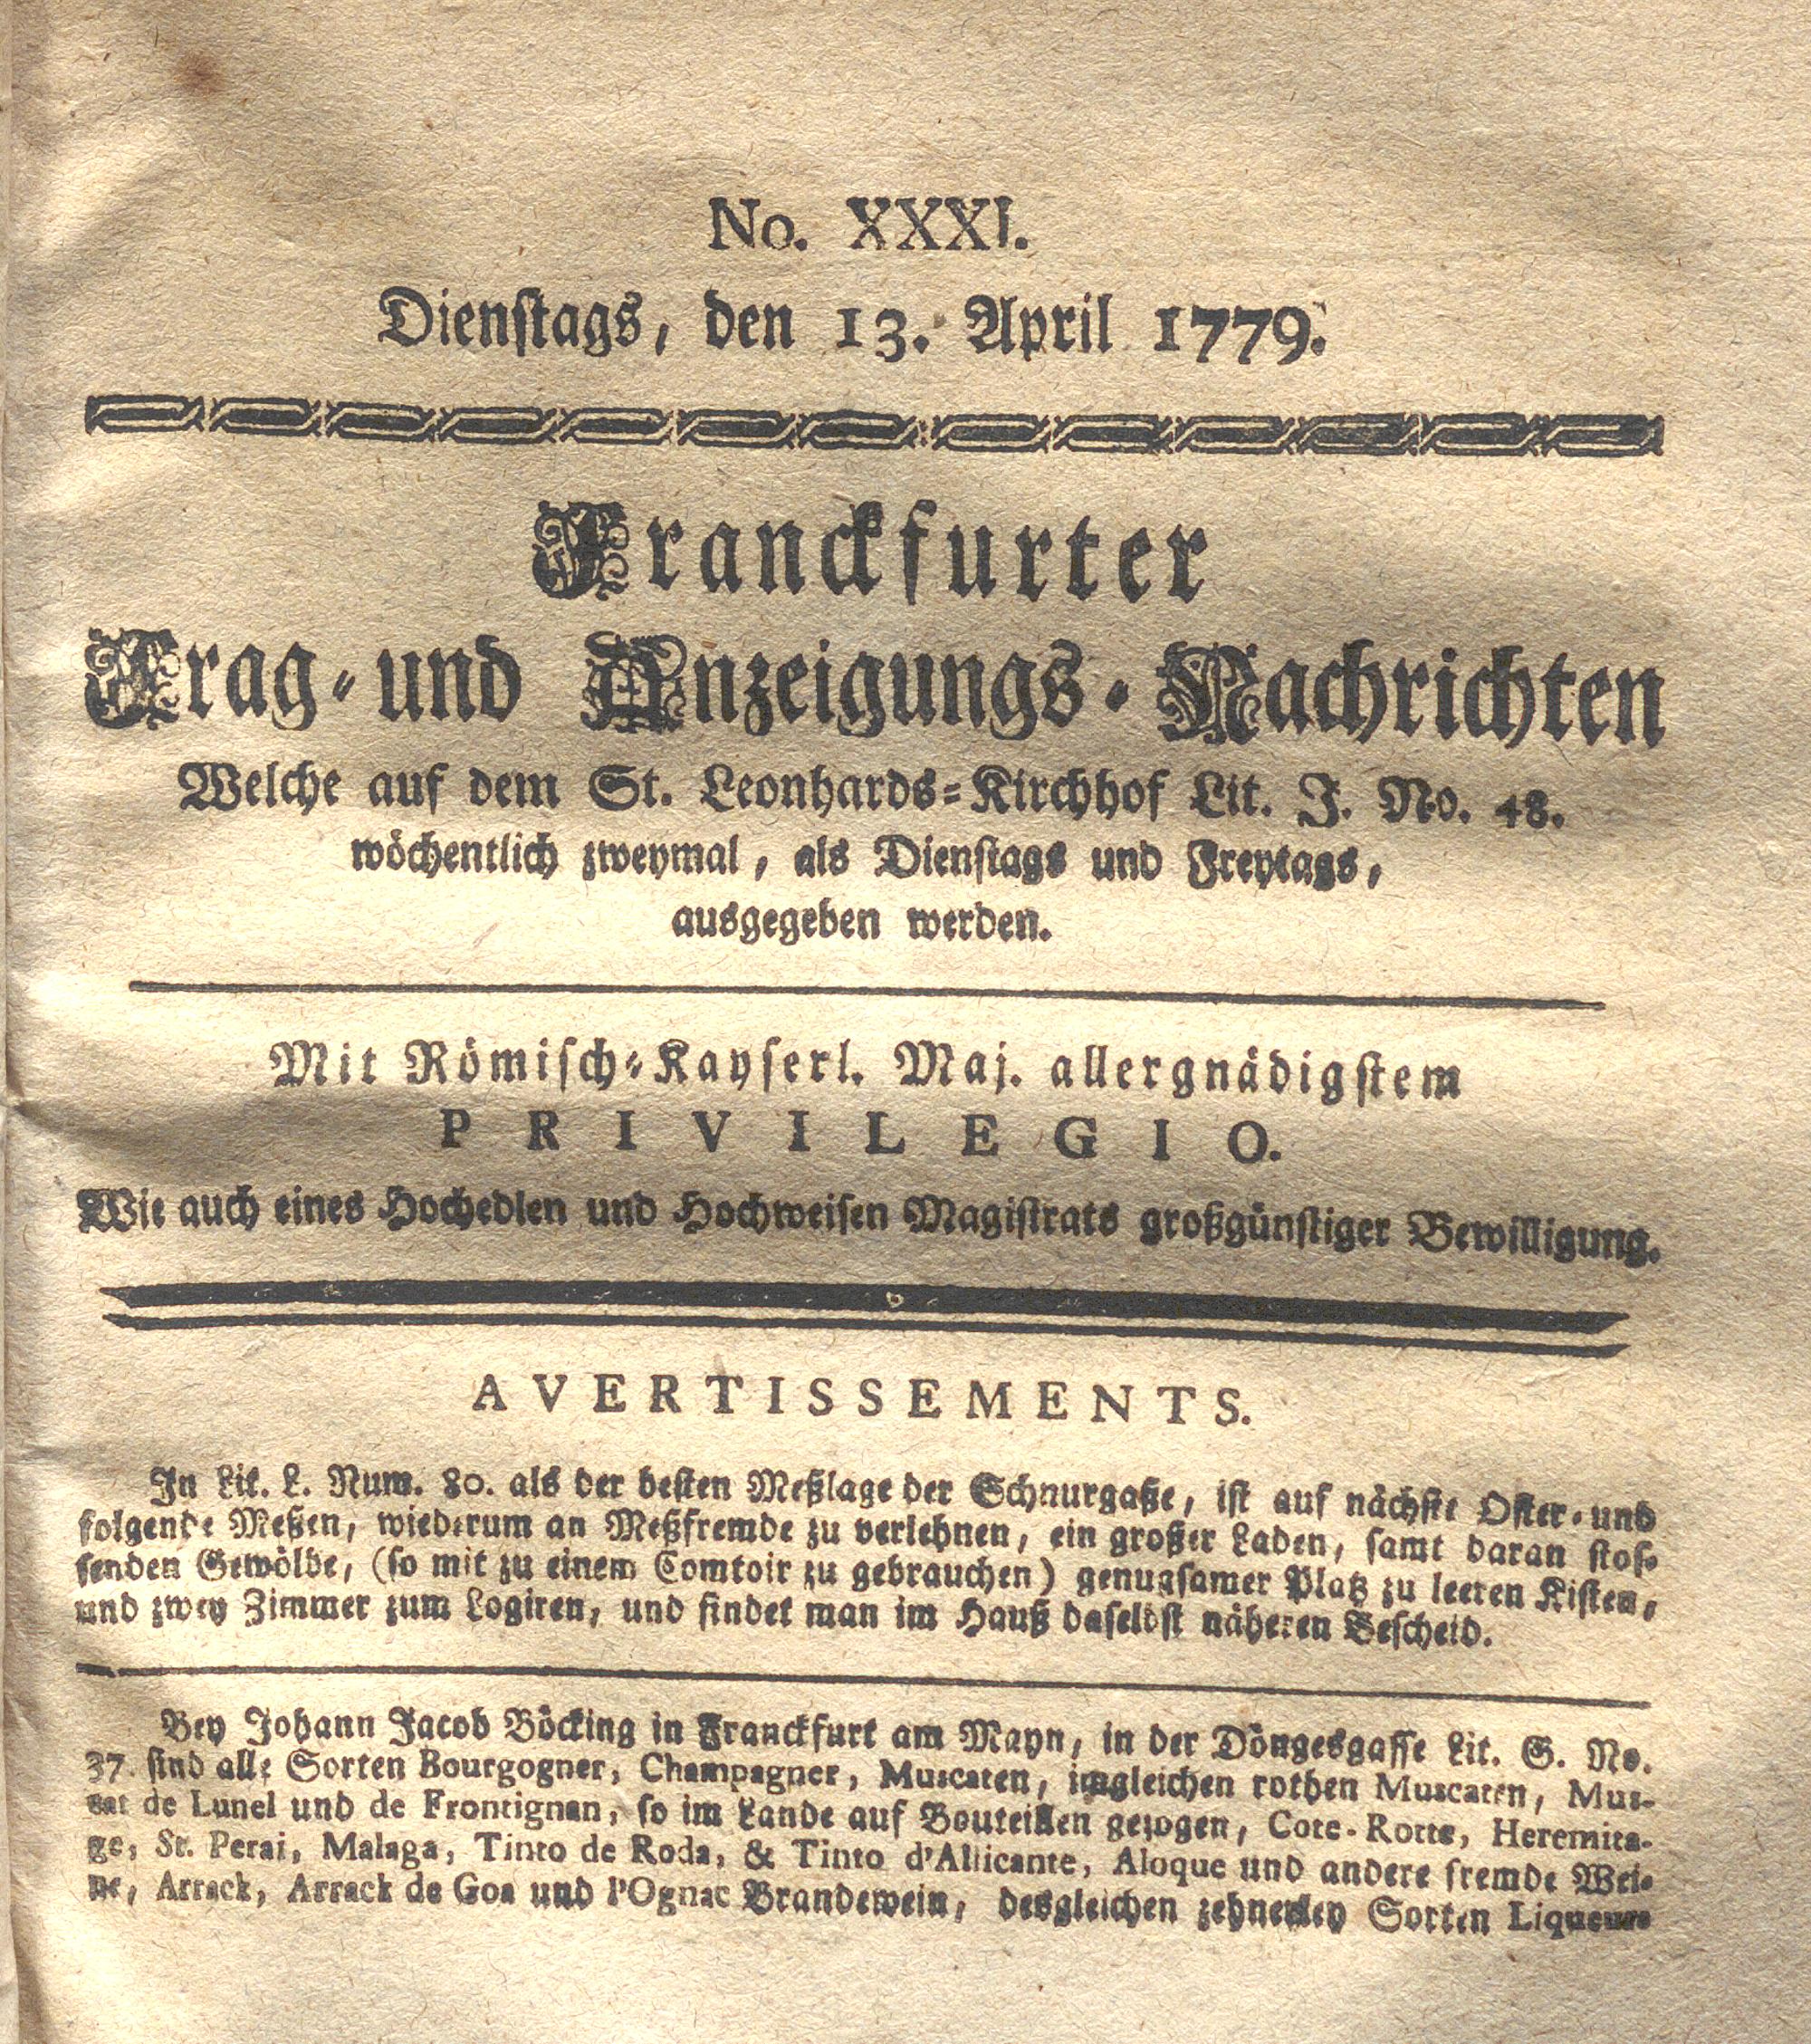 No. XXXI.
Dienstags, den 13. April 1779.
Franckfurter
Frag- und Anzeigungs-Nachrichten
Welche auf dem St. Leonhards-Kirchhof Lit. J. No. 48.
wöchentlich zweymal, als Dienstags und Freytags,
ausgegeben werden.
Mit Römisch-Kayserl. Maj. allergnädigstem
PRIVILEGIO.
Wie auch eines Hochedlen und Hochweisen Magistrats großgünstiger Bewilligung.
AVERTISSEMENTS.
In Lit. L. Num. 80. als der besten Meßlage der Schnurgaße, ist auf nächste Oster- und
folgende Meßen, wiederum an Meßfremde zu verlehnen, ein großer Laden, samt daran stos-
senden Gewölbe, (so mit zu einem Comtoir zu gebrauchen) genugsamer Platz zu leeren Kisten,
und zwey Zimmer zum Logiren, und findet man im Hauß daselbst näheren Bescheid.
Bey Johann Jacob Böcking in Franckfurt am Mayn, in der Döngesgasse Lit. G. No.
37. sind alle Sorten Bourgogner, Champagner, Muscaten, imgleichen rothen Muscaten, Mus-
cat de Lunel und de Frontignan, so im Lande auf Bouteillen gezogen, Cote-Rotte, Heremita-
ge, St. Perai, Malaga, Tinto de Roda, & Tinto d'Allicante, Aloque und andere fremde Wei-
ne, Arrack, Arrack de Goa und l'Ognac Brandewein, desgleichen zehnerley Sorten Liqueurs